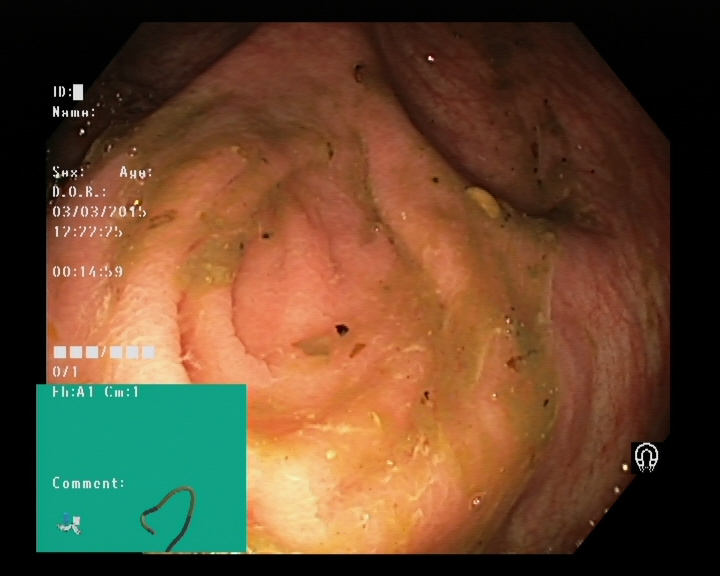 ID:
Name:
Sex: Age:
D.O.B.:
03/03/2015
12:22:25
00:14:59
0/1
Eh:A1 Cm:1
Comment: